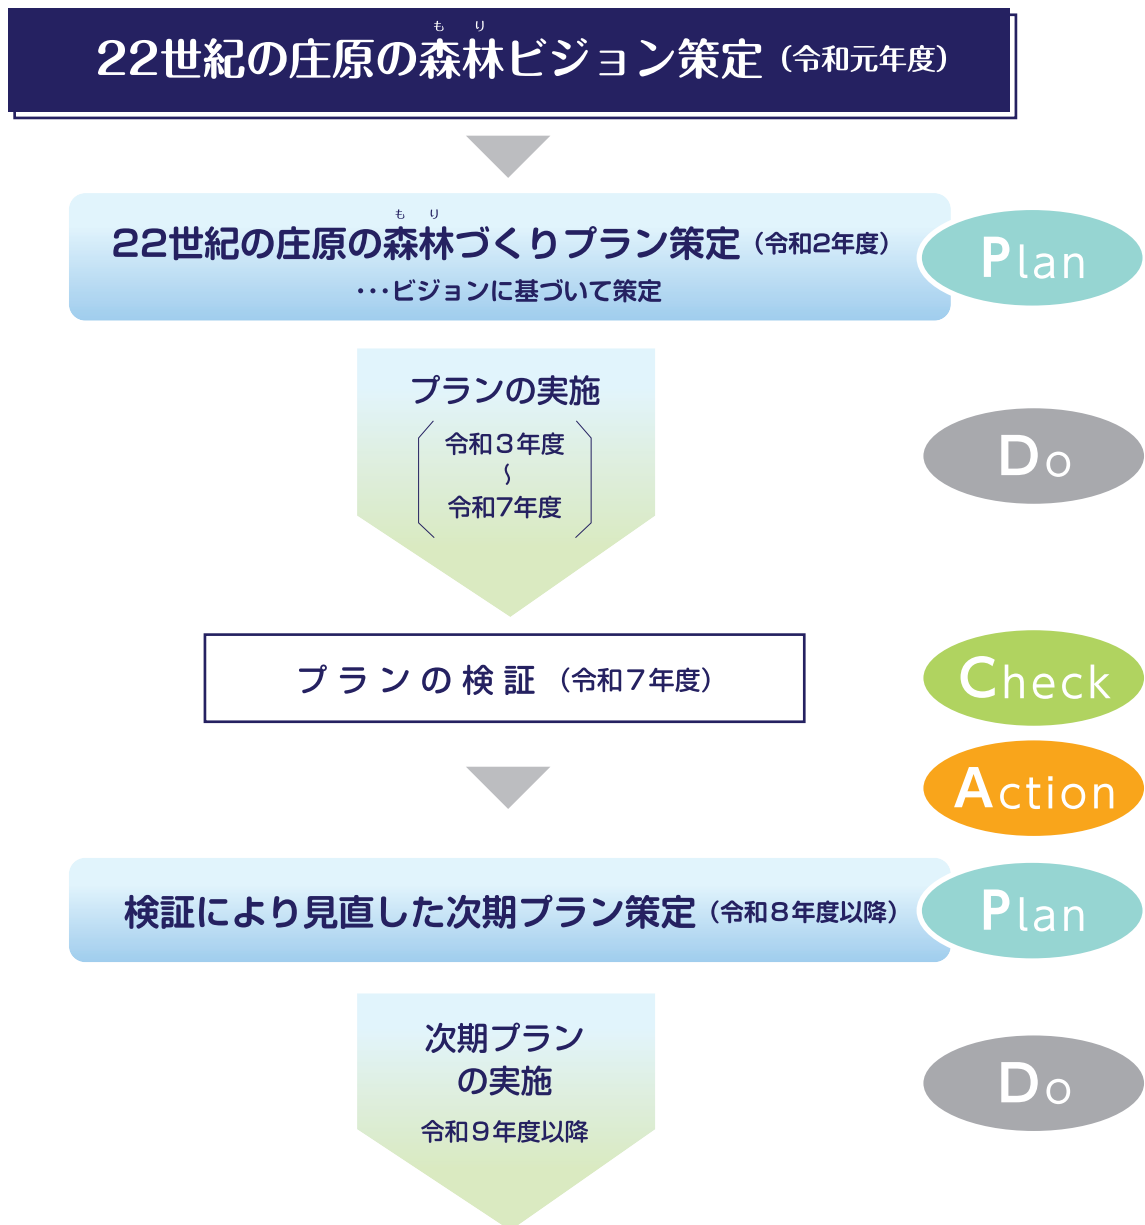 もり
22世紀の庄原の森林ビジョン策定（令和元年度）
もり
22世紀の庄原の森林づくりプラン策定（令和2年度）
･･･ビジョンに基づいて策定
Plan
プランの実施
令和３年度
～
令和7年度
Do
プランの検証（令和７年度）
Check
Action
検証により見直した次期プラン策定（令和８年度以降）
Plan
次期プラン
の実施
令和９年度以降
Do